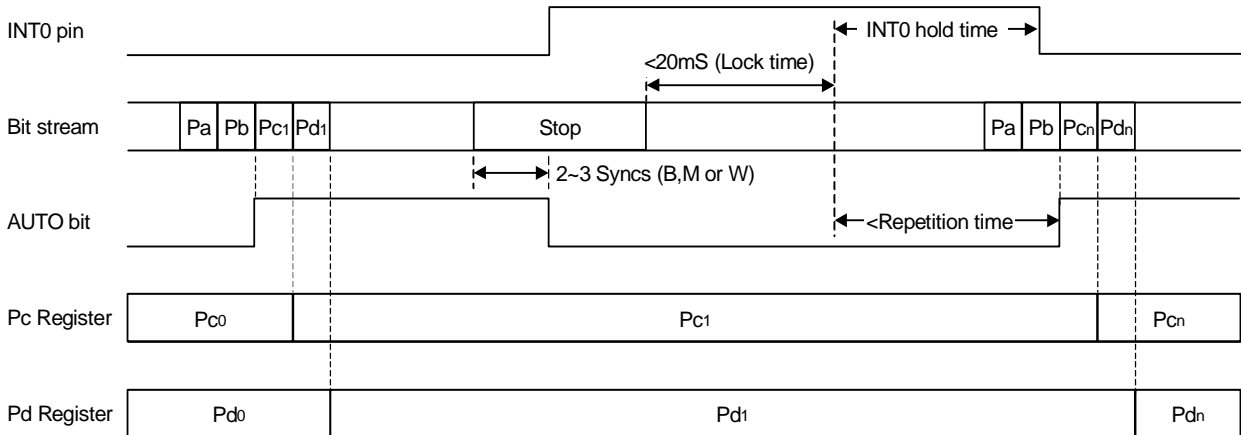 INT0 pin
INT0 hold time
<20mS (Lock time)
Bit stream
Pa Pb Pc1 Pd1
Stop
Pa Pb Pcn Pdn
2~3 Syncs (B,M or W)
AUTO bit
<Repetition time
Pc Register
Pc0
Pc1
Pcn
Pd Register
Pd0
Pd1
Pdn